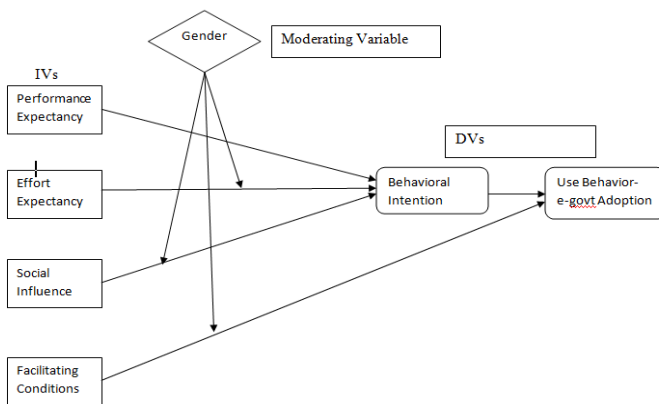 Gender
Moderating Variable
IVs
Performance
Expectancy
DVs
Effort
Expectancy
Behavioral
Intention
Use Behavior-
e-govt Adoption
Social
Influence
Facilitating
Conditions